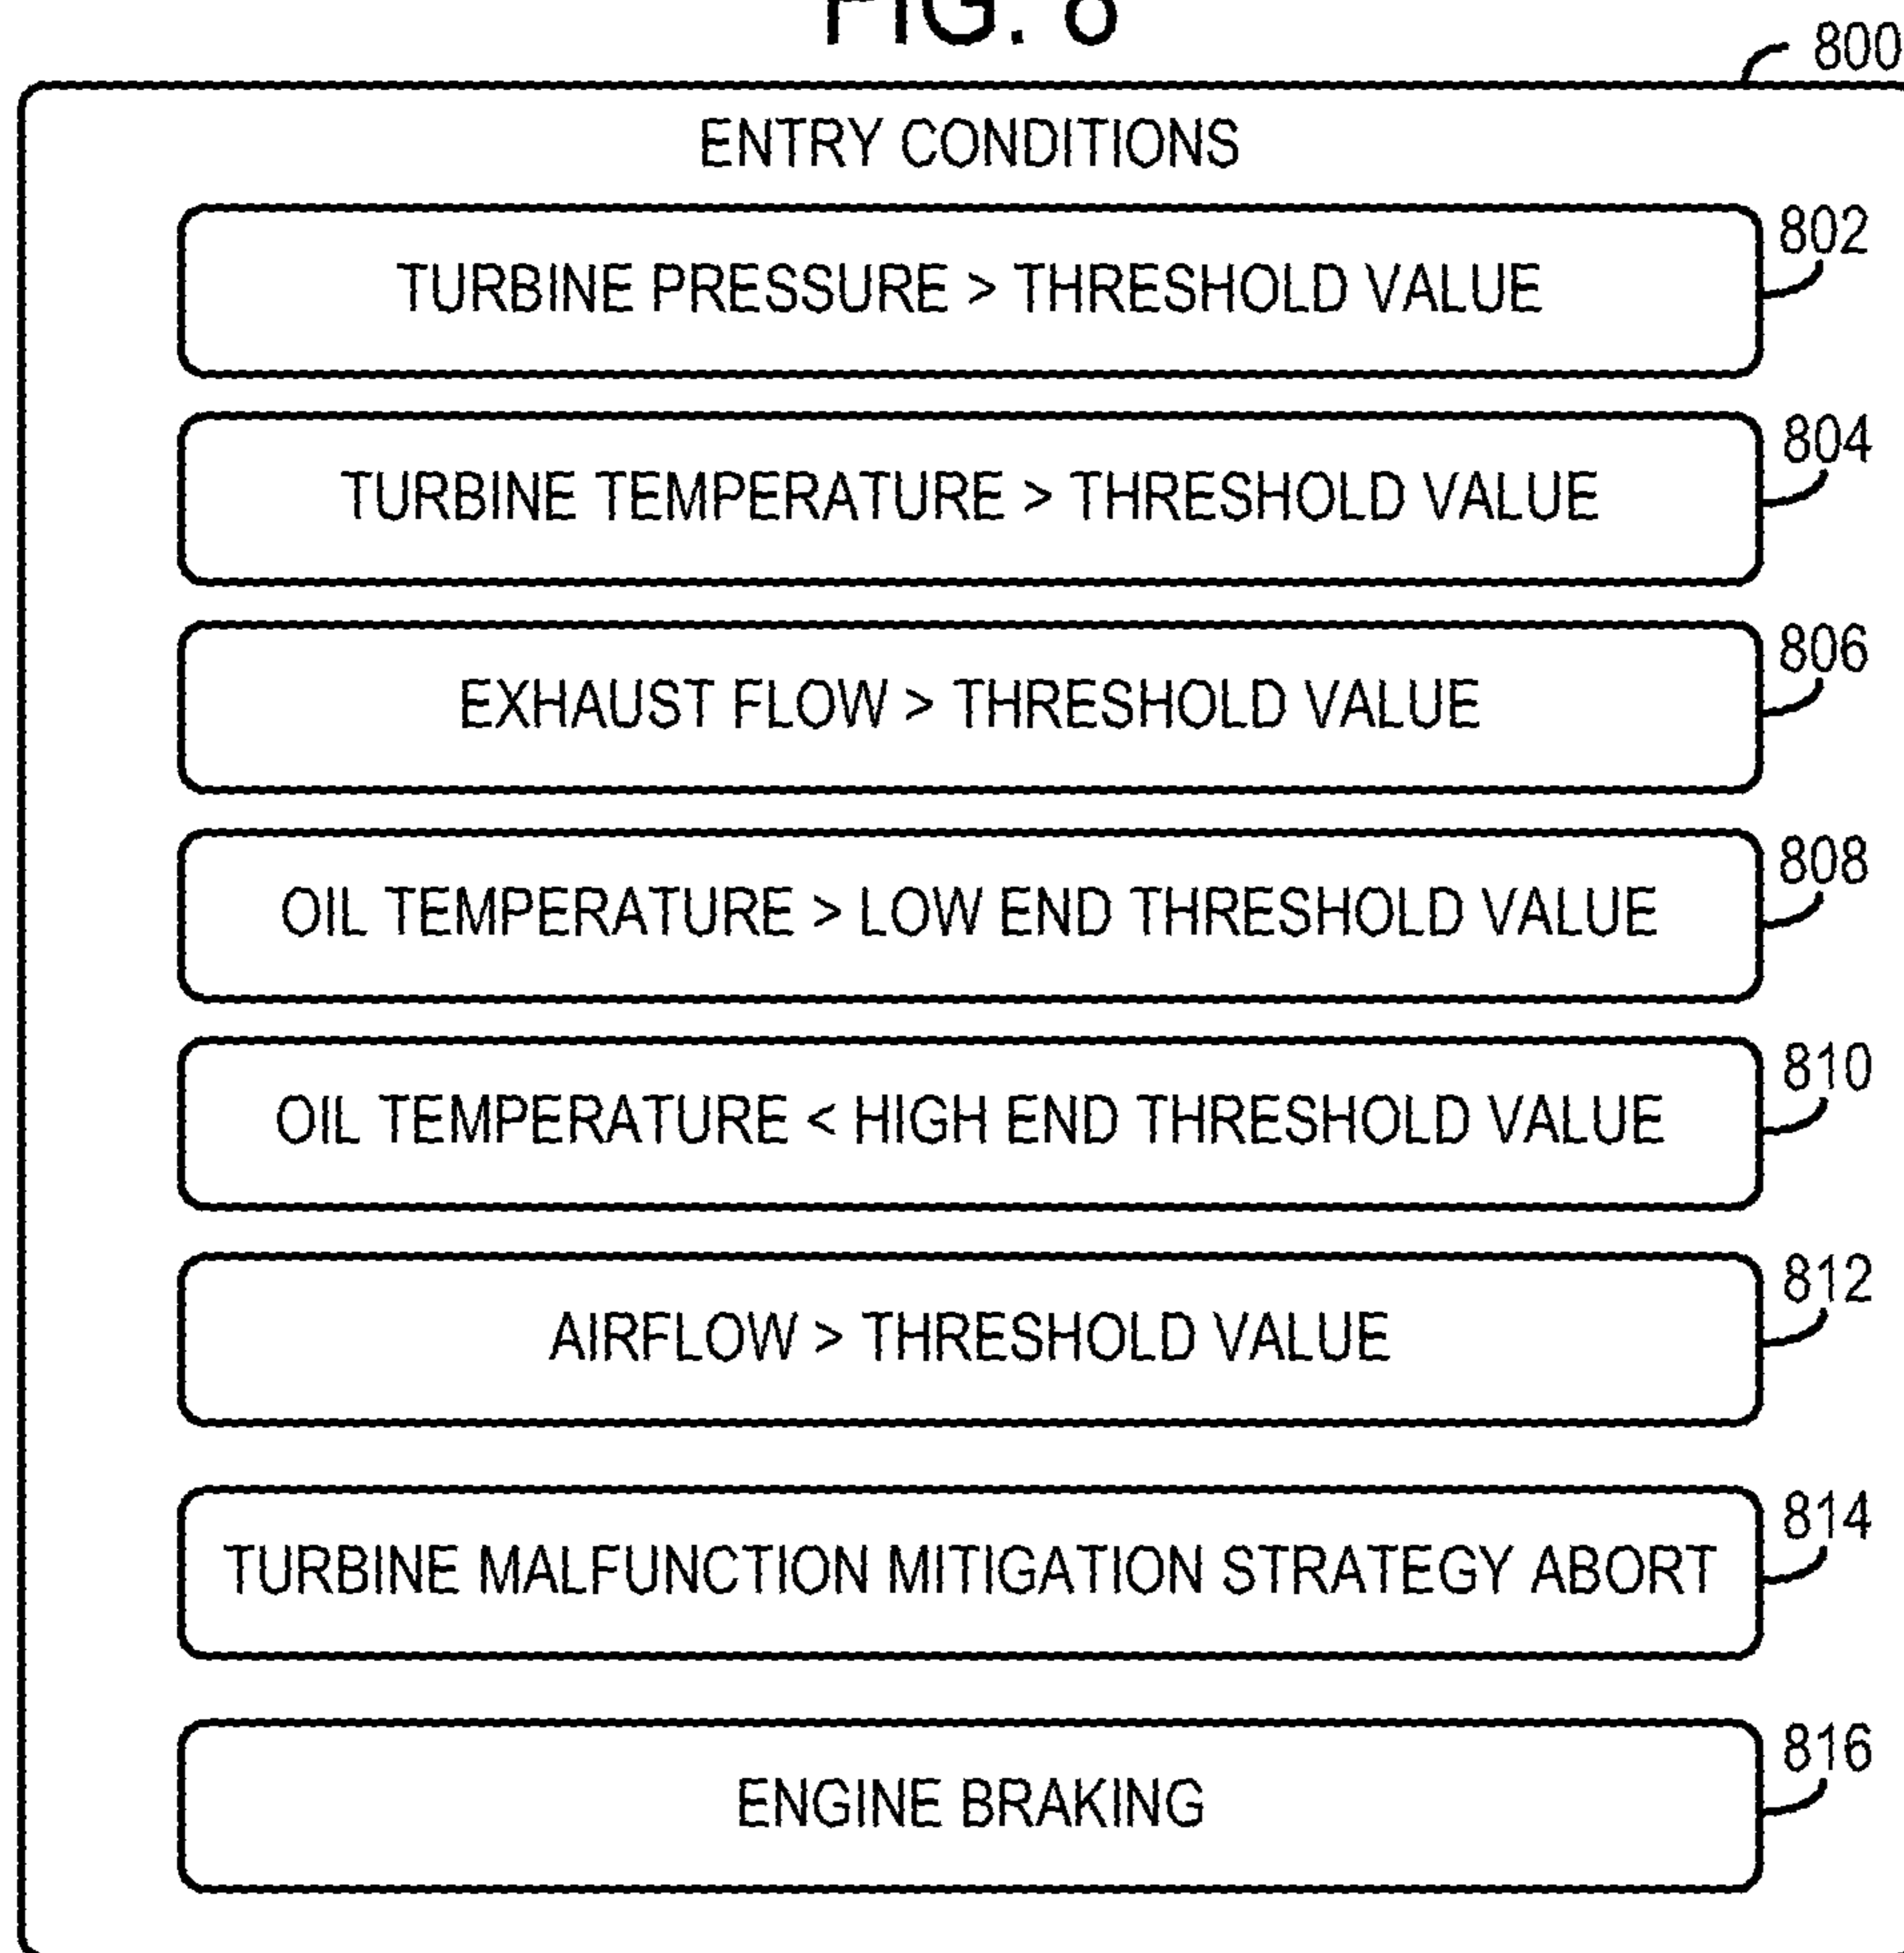 FIG. 8
800
ENTRY CONDITIONS
802
TURBINE PRESSURE > THRESHOLD VALUE
804
TURBINE TEMPERATURE > THRESHOLD VALUE
806
EXHAUST FLOW > THRESHOLD VALUE
808
OIL TEMPERATURE > LOW END THRESHOLD VALUE
810
OIL TEMPERATURE < HIGH END THRESHOLD VALUE
812
AIRFLOW > THRESHOLD VALUE
814
TURBINE MALFUNCTION MITIGATION STRATEGY ABORT
816
ENGINE BRAKING